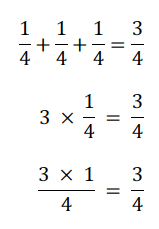 1/4 + 1/4 + 1/4 = 3/4
3 × 1/4 = 3/4
3 × 1/4 = 3/4